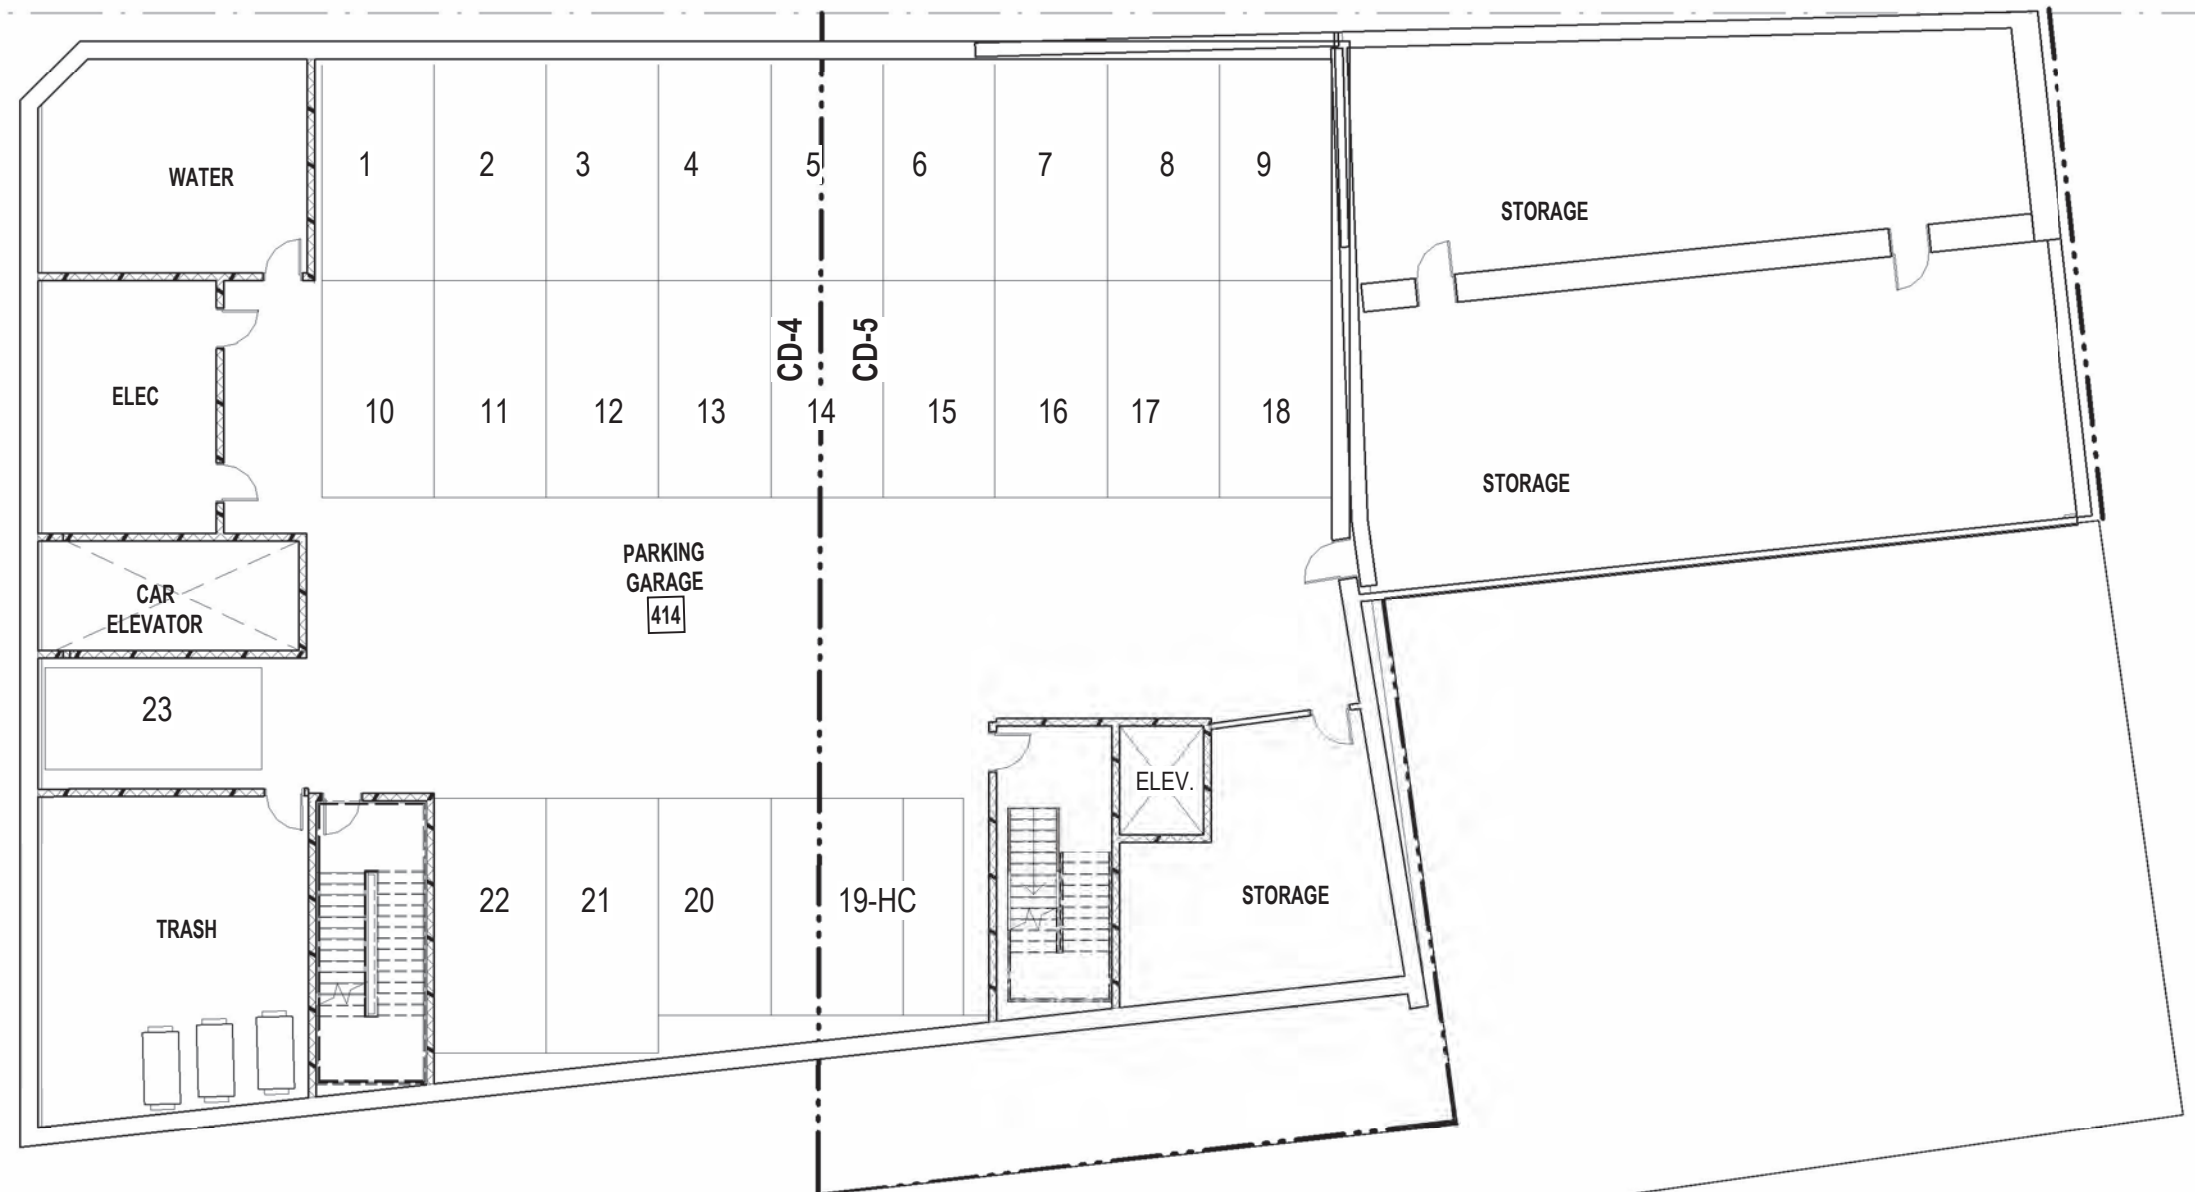 1 2 3 4 5 6 7 8 9
WATER
STORAGE
CD-4 CD-5
ELEC
10 11 12 13 14 15 16 17 18
STORAGE
PARKING
GARAGE
414
CAR
ELEVATOR
23
ELEV.
22 21 20 19-HC
STORAGE
TRASH